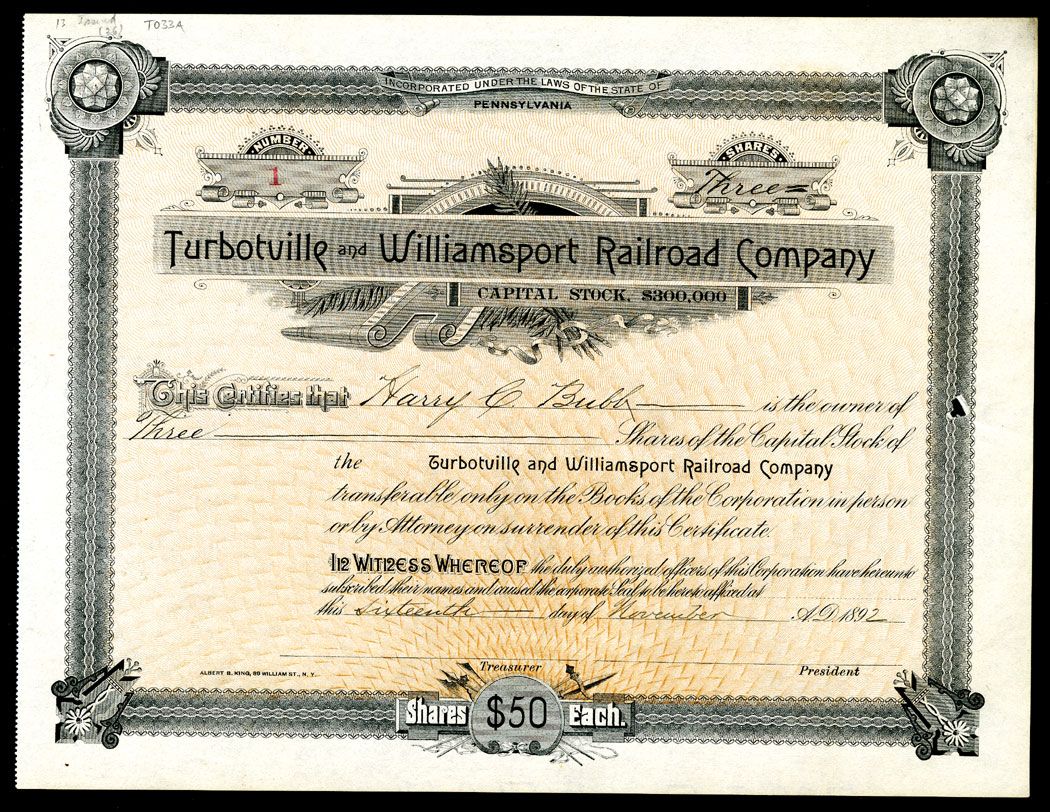 13 Issued
(36)
T033A
INCORPORATED UNDER THE LAWS OF THE STATE OF
PENNSYLVANIA
NUMBER
1
SHARES
Three
Turbotville and Williamsport Railroad Company
CAPITAL STOCK, $300,000
This Certifies that Harry C. Bubb is the owner of
Three Shares of the Capital Stock of
the Turbotville and Williamsport Railroad Company
transferable only on the Books of the Corporation in person
or by Attorney on surrender of this Certificate.
In Witness Whereof the duly authorized officers of this Corporation have hereunto
subscribed their names and caused the corporate Seal to be hereto affixed at
this sixteenth day of November A.D. 1892
Treasurer
President
ALBERT B. KING, 89 WILLIAM ST., N. Y.
Shares $50 Each.